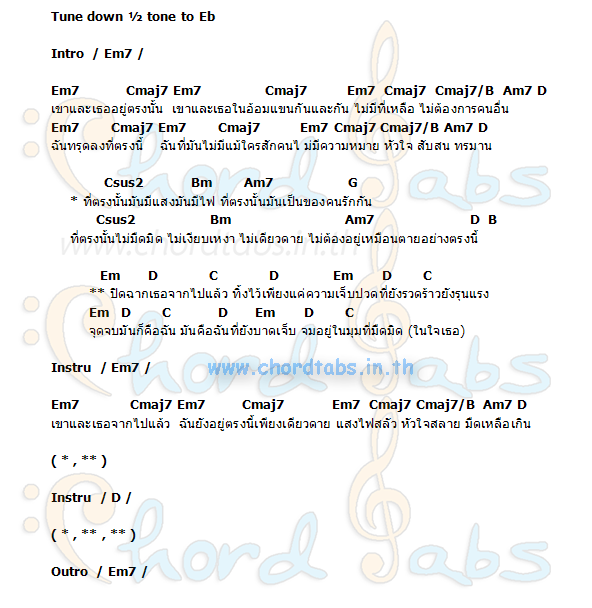 Tune down ½ tone to Eb
Intro / Em7 /
Em7 Cmaj7 Em7 Cmaj7 Em7 Cmaj7 Cmaj7/B Am7 D
เขาและเธออยู่ตรงนั้น เขาและเธอในอ้อมแขนกันและกัน ไม่มีที่เหลือ ไม่ต้องการคนอื่น
Em7 Cmaj7 Em7 Cmaj7 Em7 Cmaj7 Cmaj7/B Am7 D
ฉันทรุดลงที่ตรงนี้ ฉันที่มันไม่มีแม้ใครสักคนไ ม่มีความหมาย หัวใจ สับสน ทรมาน
Csus2 Bm Am7 G
* ที่ตรงนั้นมันมีแสงมันมีไฟ ที่ตรงนั้นมันเป็นของคนรักกัน
Csus2 Bm Am7 D B
ที่ตรงนั้นไม่มืดมิด ไม่เงียบเหงา ไม่เดียวดาย ไม่ต้องอยู่เหมือนตายอย่างตรงนี้
www.chordtabs.in.th
Em D C D Em D C
** ปิดฉากเธอจากไปแล้ว ทิ้งไว้เพียงแค่ความเจ็บปวดที่ยังรวดร้าวยังรุนแรง
Em D C D Em D C
จุดจบมันก็คือฉัน มันคือฉันที่ยังบาดเจ็บ จมอยู่ในมุมที่มืดมิด (ในใจเธอ)
Instru / Em7 /
www.chordtabs.in.th
Em7 Cmaj7 Em7 Cmaj7 Em7 Cmaj7 Cmaj7/B Am7 D
เขาและเธอจากไปแล้ว ฉันยังอยู่ตรงนี้เพียงเดียวดาย แสงไฟสลัว หัวใจสลาย มืดเหลือเกิน
( * , ** )
Instru / D /
( * , ** , ** )
Outro / Em7 /